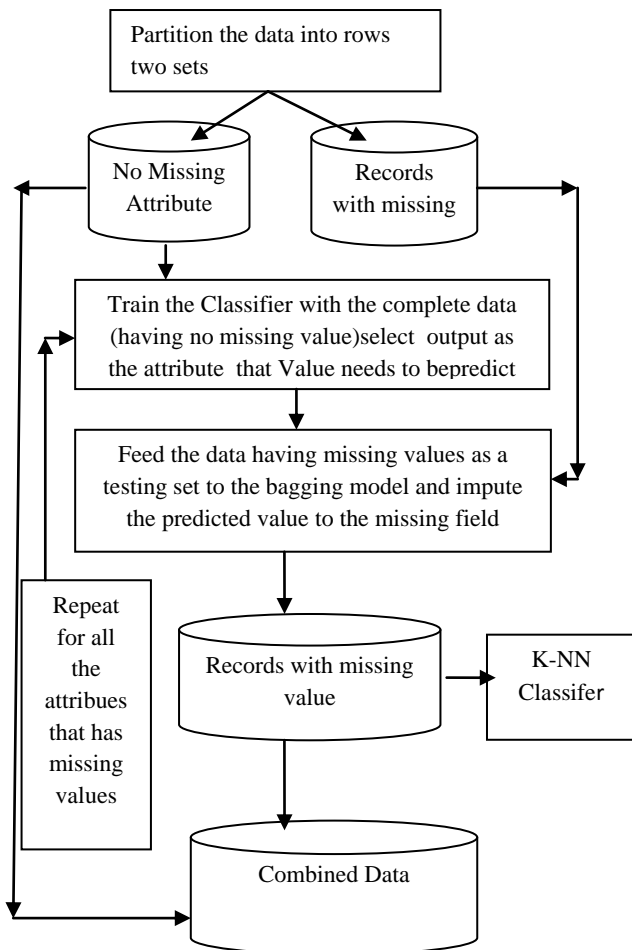 Partition the data into rows
two sets
No Missing
Attribute
Records
with missing
Train the Classifier with the complete data
(having no missing value)select output as
the attribute that Value needs to bepredict
Feed the data having missing values as a
testing set to the bagging model and impute
the predicted value to the missing field
Repeat
for all
the
attribues
that has
missing
values
Records with missing
value
K-NN
Classifer
Combined Data